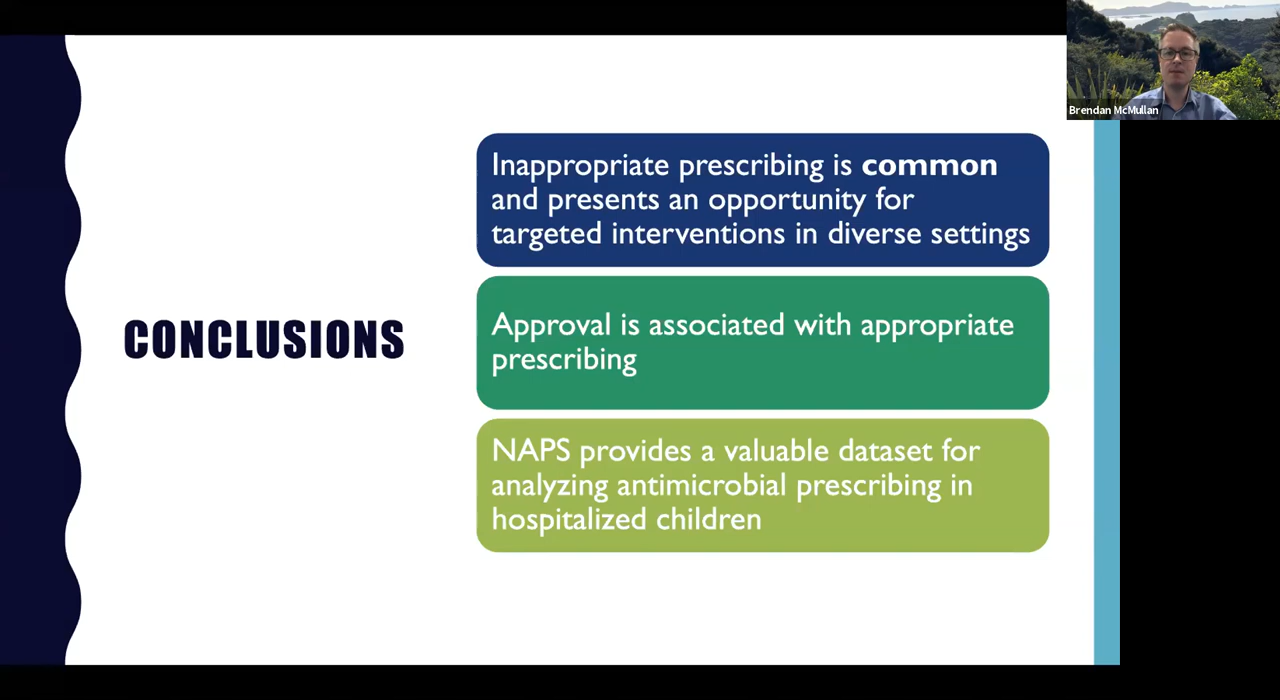 Brendan McMullan
Inappropriate prescribing is common
and presents an opportunity for
targeted interventions in diverse settings
CONCLUSIONS
Approval is associated with appropriate
prescribing
NAPS provides a valuable dataset for
analyzing antimicrobial prescribing in
hospitalized children